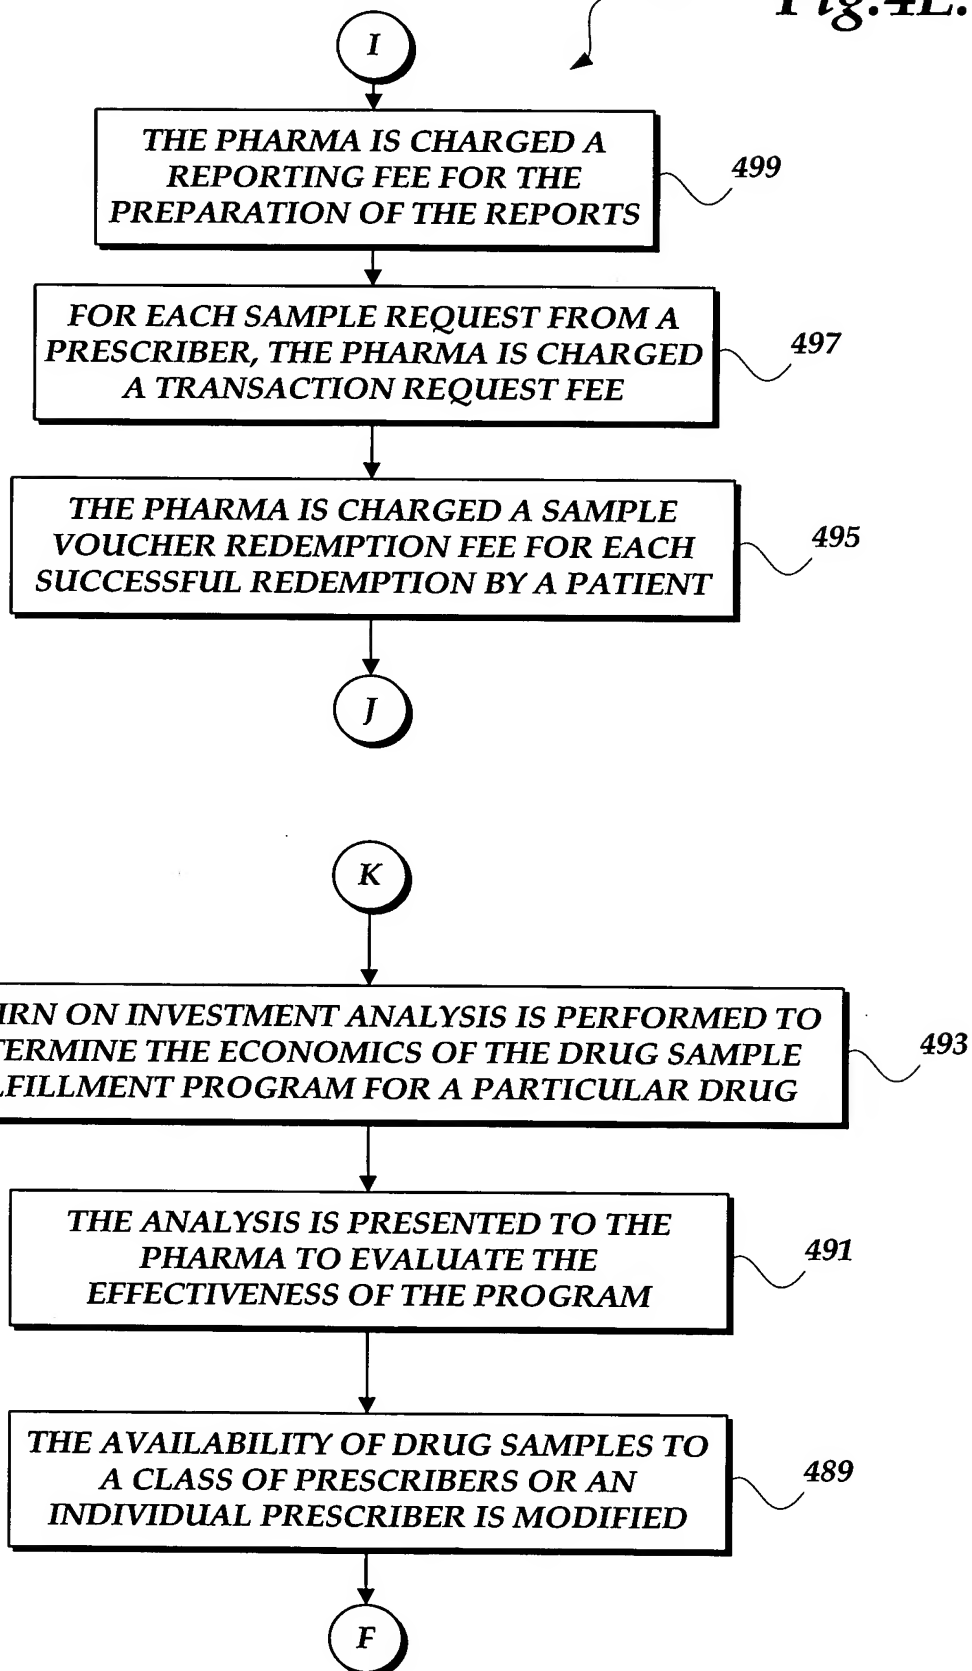 Fig.4L.
I
THE PHARMA IS CHARGED A
REPORTING FEE FOR THE
PREPARATION OF THE REPORTS
499
FOR EACH SAMPLE REQUEST FROM A
PRESCRIBER, THE PHARMA IS CHARGED
A TRANSACTION REQUEST FEE
497
THE PHARMA IS CHARGED A SAMPLE
VOUCHER REDEMPTION FEE FOR EACH
SUCCESSFUL REDEMPTION BY A PATIENT
495
J
K
ON INVESTMENT ANALYSIS IS PERFORMED TO
THE ECONOMICS OF THE DRUG SAMPLE
PROGRAM FOR A PARTICULAR DRUG
493
THE ANALYSIS IS PRESENTED TO THE
PHARMA TO EVALUATE THE
EFFECTIVENESS OF THE PROGRAM
491
THE AVAILABILITY OF DRUG SAMPLES TO
A CLASS OF PRESCRIBERS OR AN
INDIVIDUAL PRESCRIBER IS MODIFIED
489
F